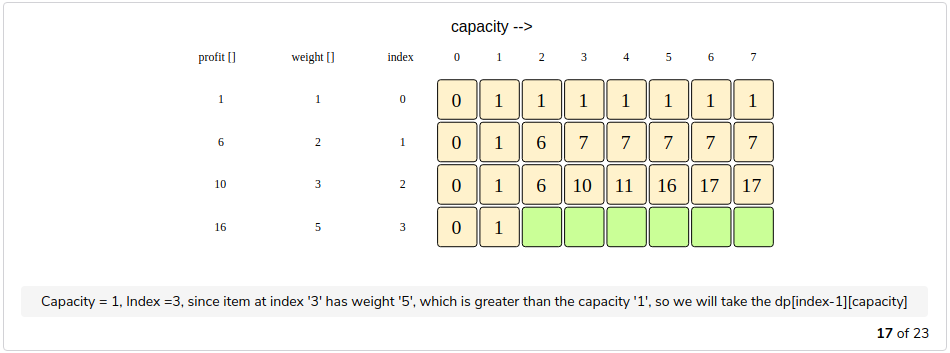 capacity -->
profit [] weight [] index 0 1 2 3 4 5 6 7
1 1 0 0 1 1 1 1 1 1 1
6 2 1 0 1 6 7 7 7 7 7
10 3 2 0 1 6 10 11 16 17 17
16 5 3 0 1
Capacity = 1, Index =3, since item at index '3' has weight '5', which is greater than the capacity '1', so we will take the dp[index-1][capacity]
17 of 23